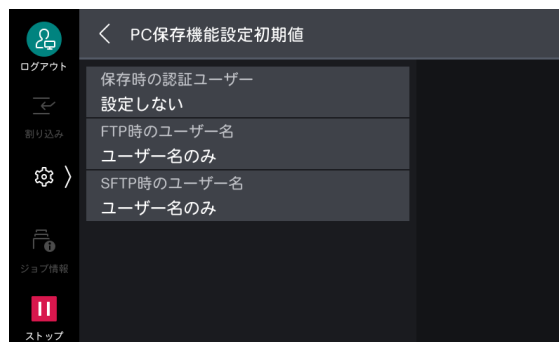 PC保存機能設定初期値
ログアウト
保存時の認証ユーザー
設定しない
割り込み
FTP時のユーザー名
ユーザー名のみ
SFTP時のユーザー名
ユーザー名のみ
ジョブ情報
ストップ